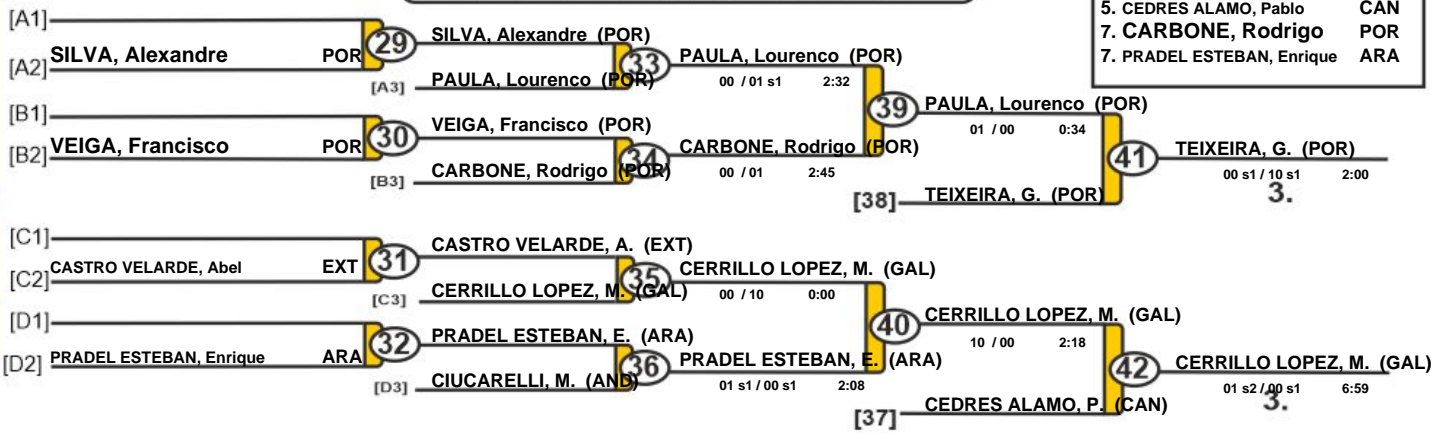 5. CEDRES ALAMO, Pablo CAN
7. CARBONE, Rodrigo POR
7. PRADEL ESTEBAN, Enrique ARA
[A1]
[A2] SILVA, Alexandre POR
29
SILVA, Alexandre (POR)
[A3] PAULA, Lourenco (POR)
33
PAULA, Lourenco (POR)
00 / 01 s1 2:32
[B1]
[B2] VEIGA, Francisco POR
30
VEIGA, Francisco (POR)
[B3] CARBONE, Rodrigo (POR)
34
CARBONE, Rodrigo (POR)
00 / 01 2:45
39
PAULA, Lourenco (POR)
01 / 00 0:34
[38] TEIXEIRA, G. (POR)
41
TEIXEIRA, G. (POR)
00 s1 / 10 s1 2:00
3.
[C1]
[C2] CASTRO VELARDE, Abel EXT
31
CASTRO VELARDE, A. (EXT)
[C3] CERRILLO LOPEZ, M. (GAL)
35
CERRILLO LOPEZ, M. (GAL)
00 / 10 0:00
[D1]
[D2] PRADEL ESTEBAN, Enrique ARA
32
PRADEL ESTEBAN, E. (ARA)
[D3] CIUCARELLI, M. (AND)
36
PRADEL ESTEBAN, E. (ARA)
01 s1 / 00 s1 2:08
40
CERRILLO LOPEZ, M. (GAL)
10 / 00 2:18
[37] CEDRES ALAMO, P. (CAN)
42
CERRILLO LOPEZ, M. (GAL)
01 s2 / 00 s1 6:59
3.